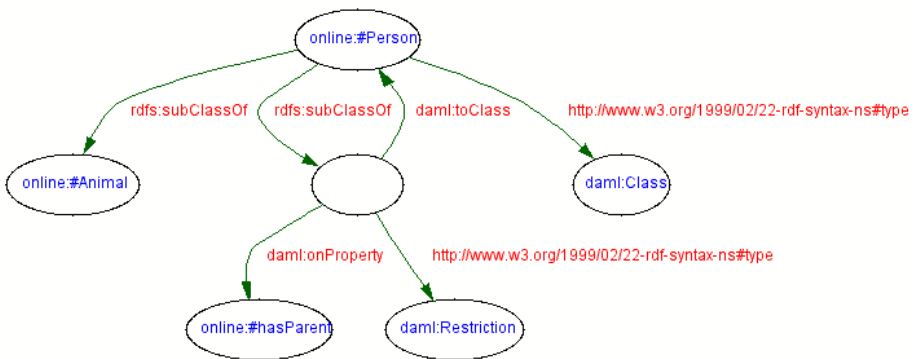 online:#Person
rdfs:subClassOf
rdfs:subClassOf
daml:toClass
http://www.w3.org/1999/02/22-rdf-syntax-ns#type
online:#Animal
daml:Class
daml:onProperty
http://www.w3.org/1999/02/22-rdf-syntax-ns#type
online:#hasParent
daml:Restriction